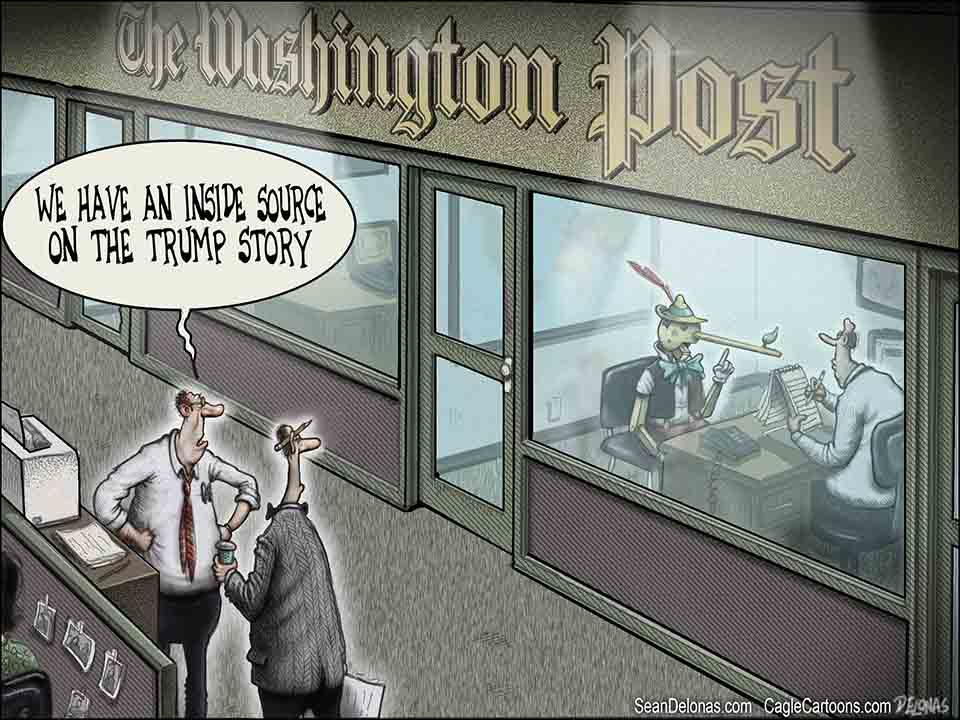 The Washington Post
WE HAVE AN INSIDE SOURCE
ON THE TRUMP STORY
SeanDelonas.com CagleCartoons.com DELONAS